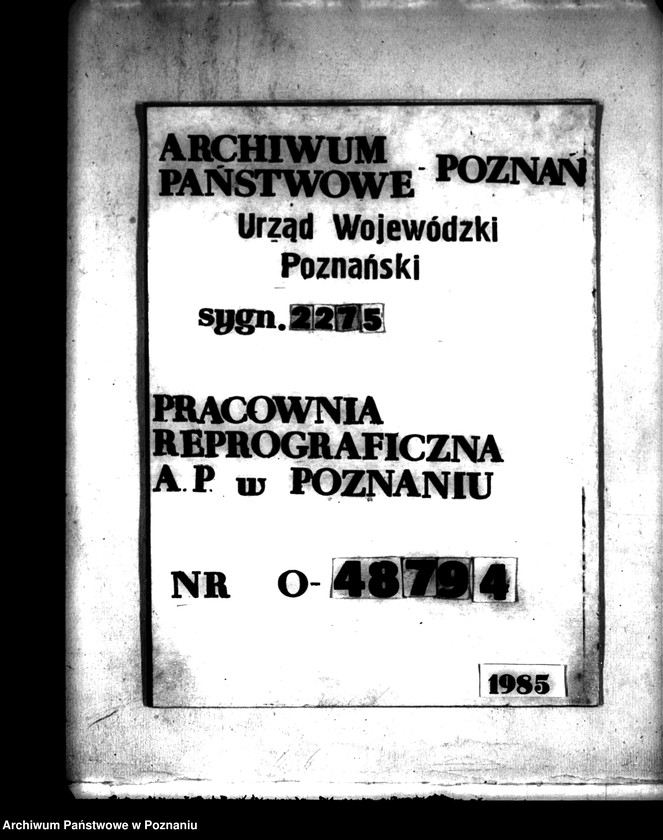 ARCHIWUM
PAŃSTWOWE - POZNAŃ
Urząd Wojewódzki
Poznański
sygn. 2275
PRACOWNIA
REPROGRAFICZNA
A. P. w POZNANIU
NR O-48794
1985
Archiwum Państwowe w Poznaniu